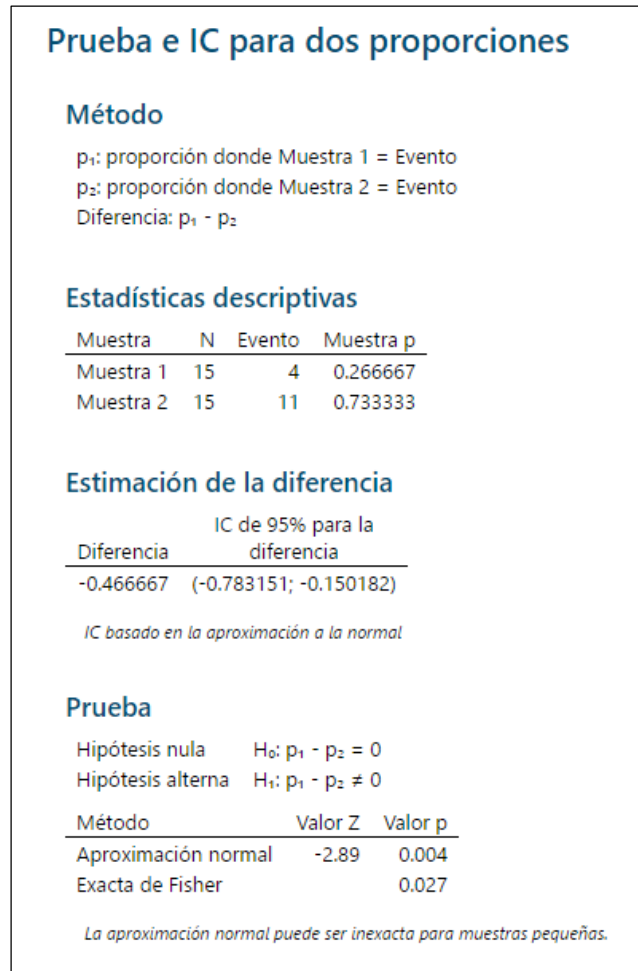 Prueba e IC para dos proporciones
Método
p₁: proporción donde Muestra 1 = Evento
p₂: proporción donde Muestra 2 = Evento
Diferencia: p₁ - p₂
Estadísticas descriptivas
Muestra N Evento Muestra p
Muestra 1 15 4 0.266667
Muestra 2 15 11 0.733333
Estimación de la diferencia
IC de 95% para la
Diferencia diferencia
-0.466667 (-0.783151; -0.150182)
IC basado en la aproximación a la normal
Prueba
Hipótesis nula H₀: p₁ - p₂ = 0
Hipótesis alterna H₁: p₁ - p₂ ≠ 0
Método Valor Z Valor p
Aproximación normal -2.89 0.004
Exacta de Fisher 0.027
La aproximación normal puede ser inexacta para muestras pequeñas.